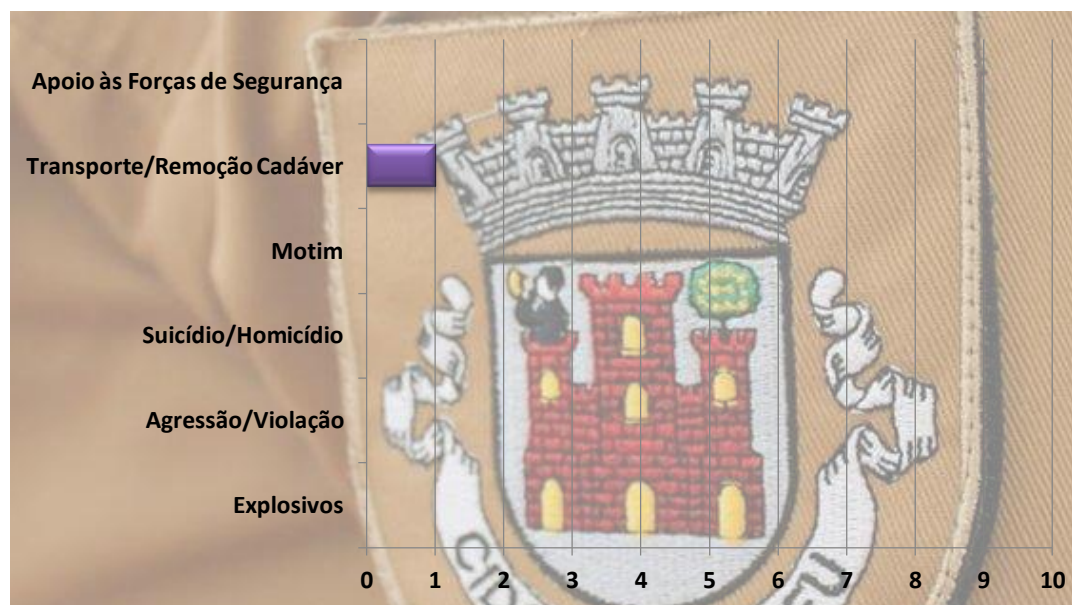 Apoio às Forças de Segurança
Transporte/Remoção Cadáver
Motim
Suicídio/Homicídio
Agressão/Violação
Explosivos
0 1 2 3 4 5 6 7 8 9 10